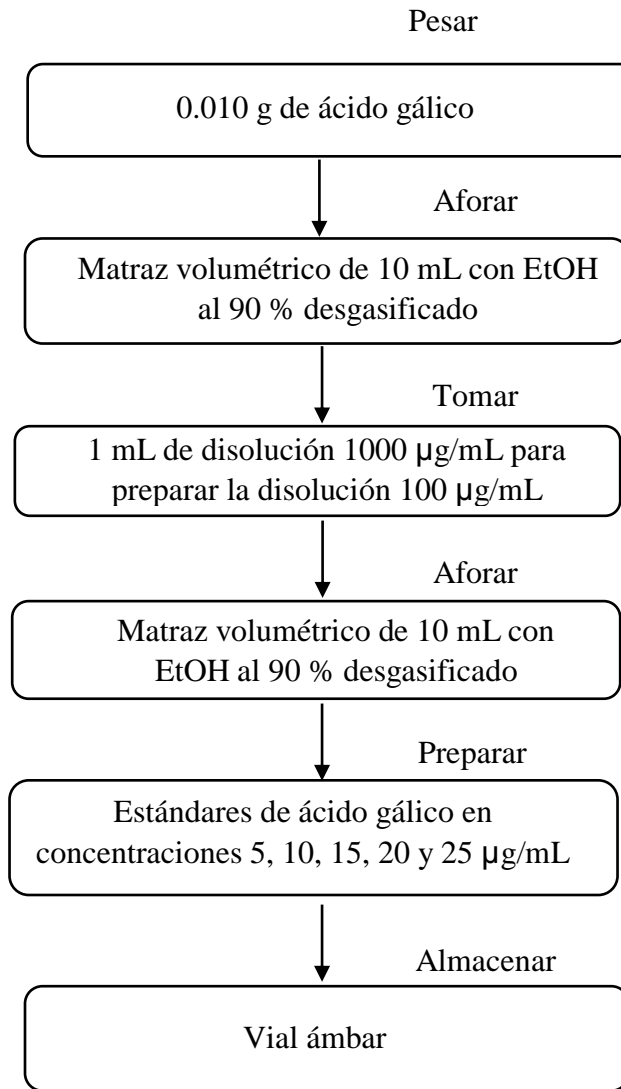 Pesar
0.010 g de ácido gálico
Aforar
Matraz volumétrico de 10 mL con EtOH
al 90 % desgasificado
Tomar
1 mL de disolución 1000 µg/mL para
preparar la disolución 100 µg/mL
Aforar
Matraz volumétrico de 10 mL con
EtOH al 90 % desgasificado
Preparar
Estándares de ácido gálico en
concentraciones 5, 10, 15, 20 y 25 µg/mL
Almacenar
Vial ámbar